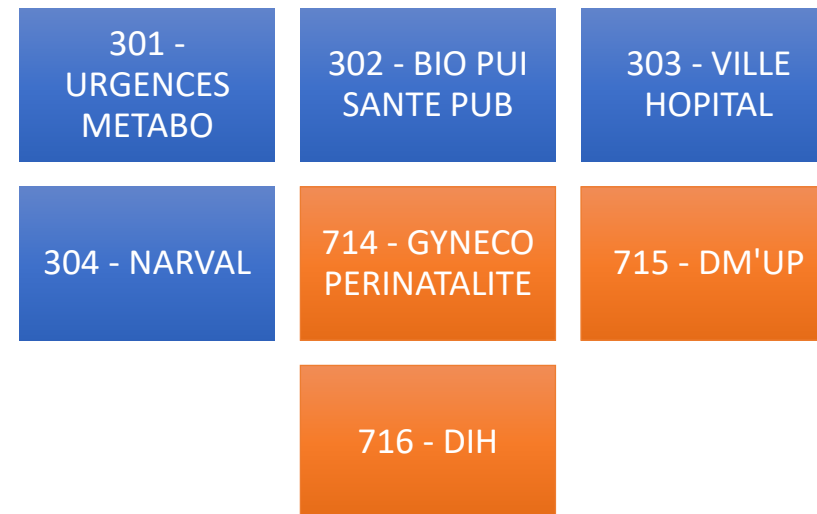 301 -
URGENCES
METABO
302 - BIO PUI
SANTE PUB
303 - VILLE
HOPITAL
304 - NARVAL
714 - GYNECO
PERINATALITE
715 - DM'UP
716 - DIH